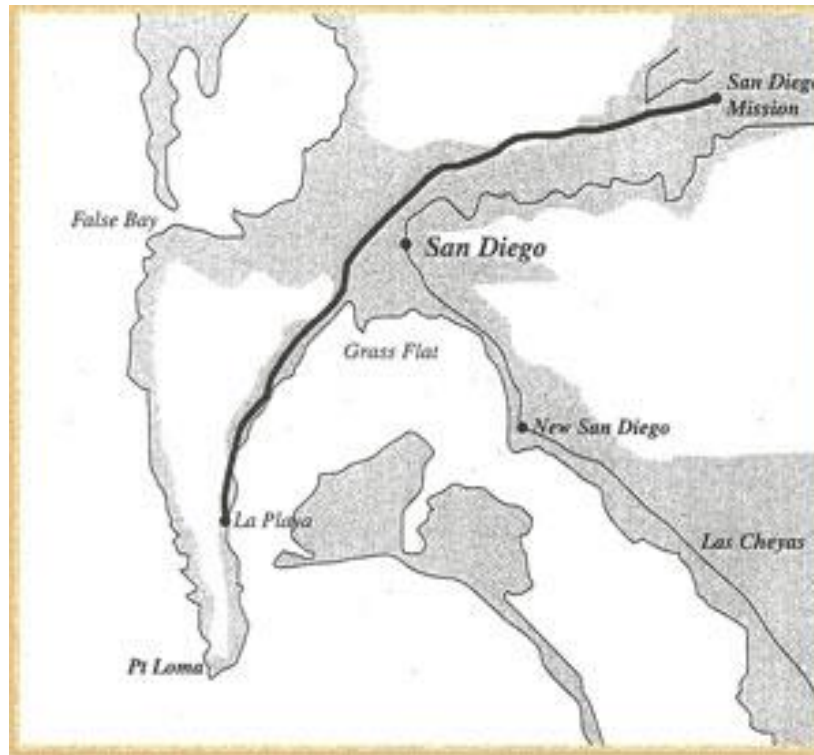 San Diego
Mission
False Bay
San Diego
Grass Flat
New San Diego
La Playa
Las Cheyas
Pt Loma